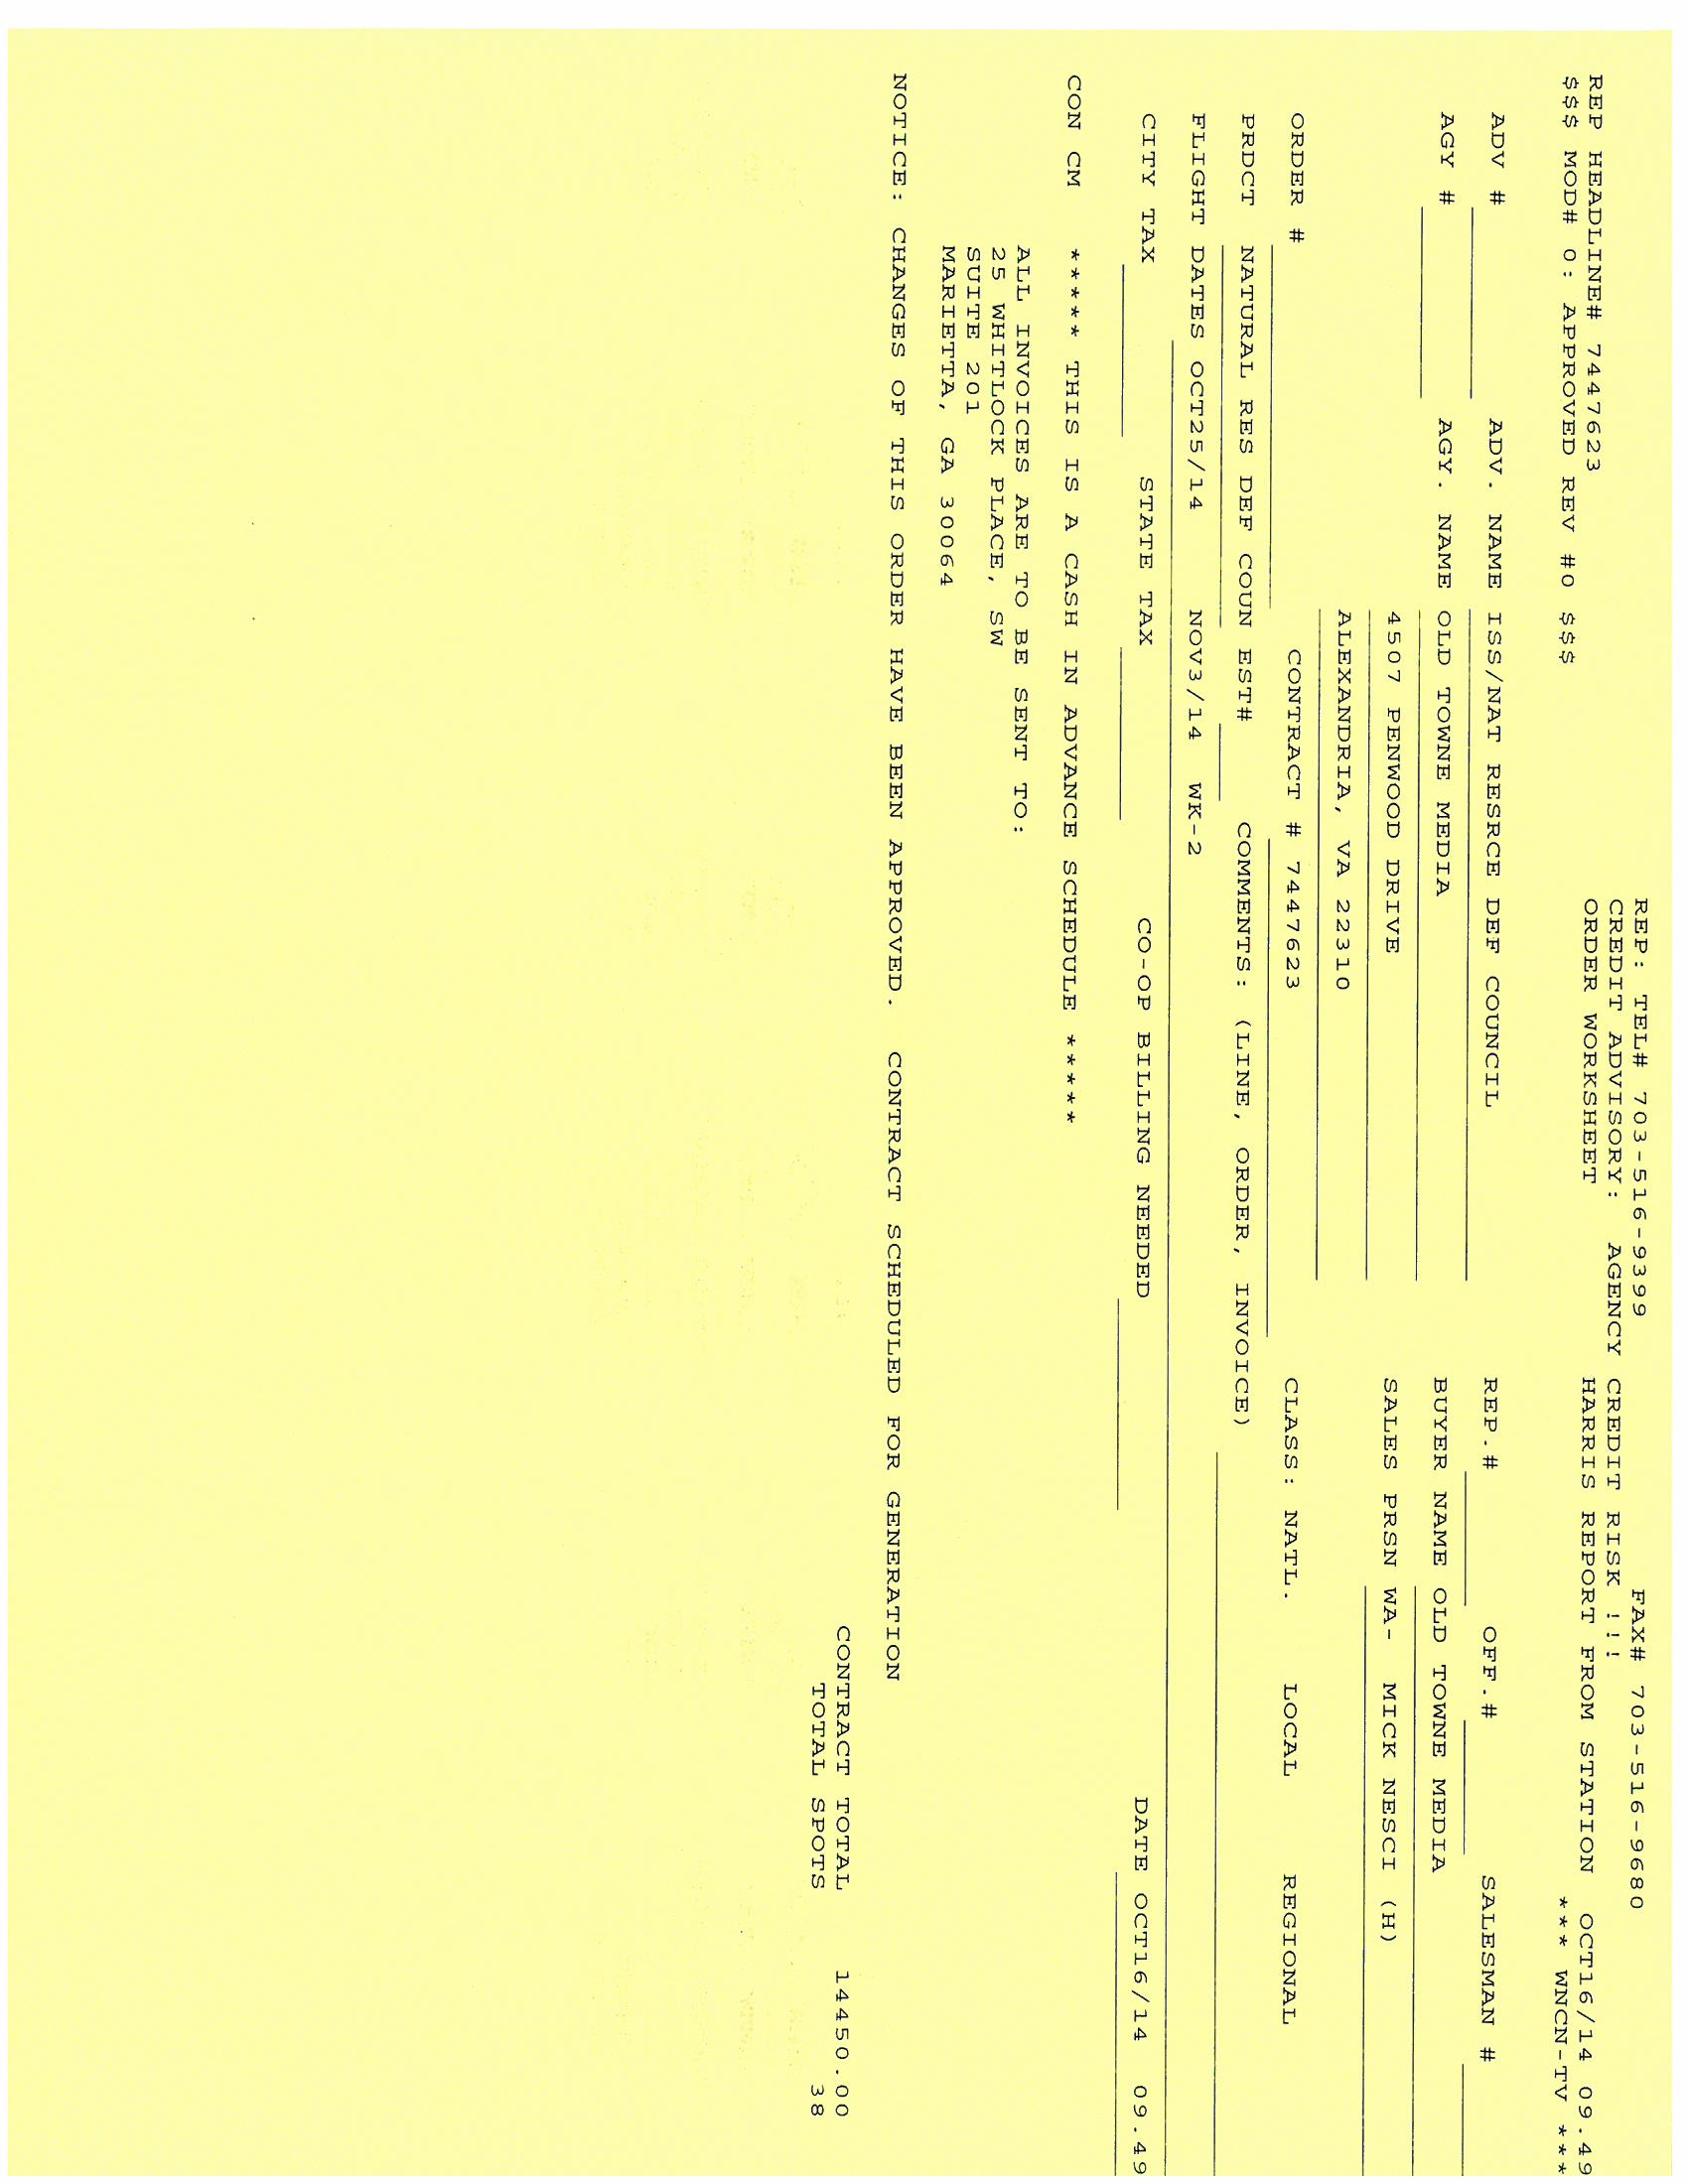 REP: TEL# 703-516-9399 FAX# 703-516-9680
CREDIT ADVISORY: AGENCY CREDIT RISK !!!
REP HEADLINE# 7447623 ORDER WORKSHEET HARRIS REPORT FROM STATION OCT16/14 09.49
$$$ MOD# 0: APPROVED REV #0 $$$ *** WNCN-TV ***
ADV # ADV. NAME ISS/NAT RESRCE DEF COUNCIL REP.# OFF.# SALESMAN #
AGY # AGY. NAME OLD TOWNE MEDIA BUYER NAME OLD TOWNE MEDIA
4507 PENWOOD DRIVE SALES PRSN WA- MICK NESCI (H)
ALEXANDRIA, VA 22310
ORDER # CONTRACT # 7447623 CLASS: NATL. LOCAL REGIONAL
PRDCT NATURAL RES DEF COUN EST# COMMENTS: (LINE, ORDER, INVOICE)
FLIGHT DATES OCT25/14 NOV3/14 WK-2
CITY TAX STATE TAX CO-OP BILLING NEEDED DATE OCT16/14 09.49
CON CM ***** THIS IS A CASH IN ADVANCE SCHEDULE *****
ALL INVOICES ARE TO BE SENT TO:
25 WHITLOCK PLACE, SW
SUITE 201
MARIETTA, GA 30064
NOTICE: CHANGES OF THIS ORDER HAVE BEEN APPROVED. CONTRACT SCHEDULED FOR GENERATION
CONTRACT TOTAL 14450.00
TOTAL SPOTS 38